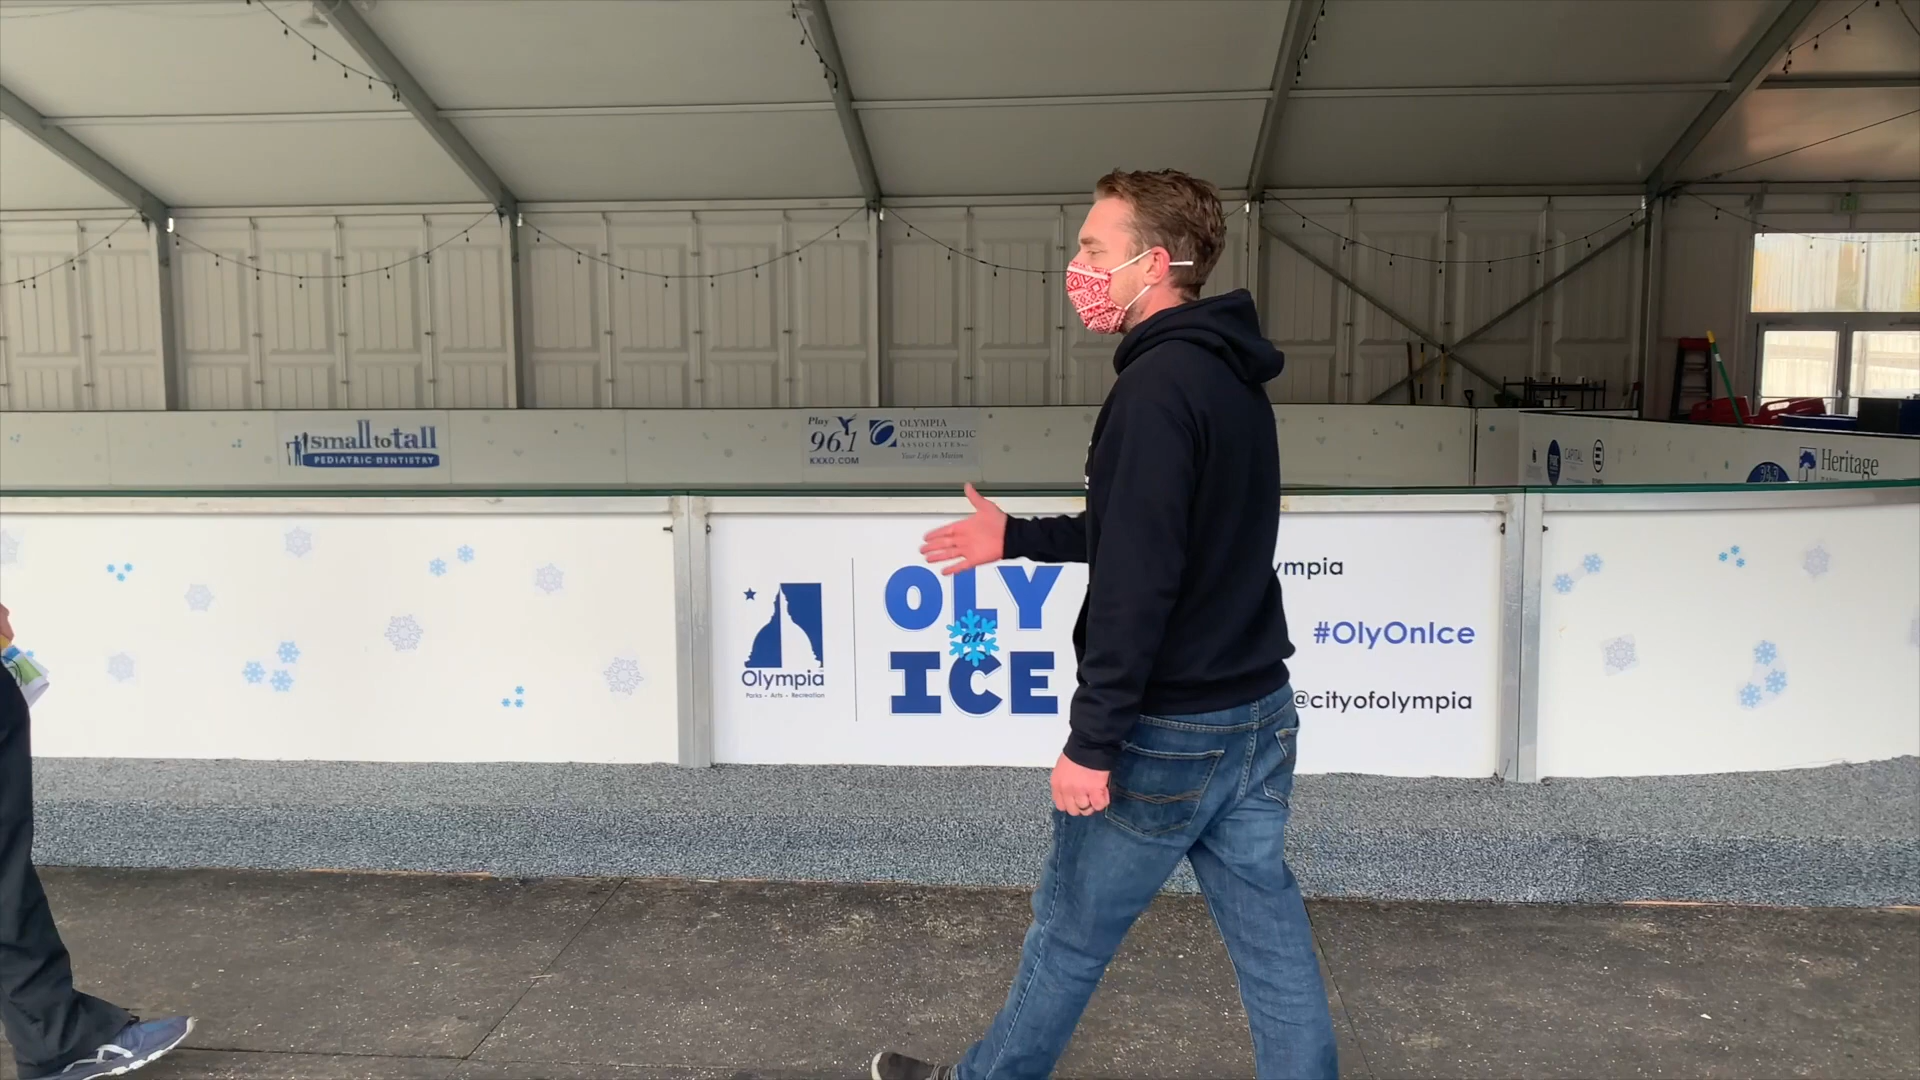 small to tall
PEDIATRIC DENTISTRY
Play
96.1
KXXO.COM
OLYMPIA
ORTHOPAEDIC
ASSOCIATES
Your Life in Motion
CAPITAL
Heritage
Olympia
Parks • Arts • Recreation
OLY
on
ICE
ympia
#OlyOnIce
@cityofolympia